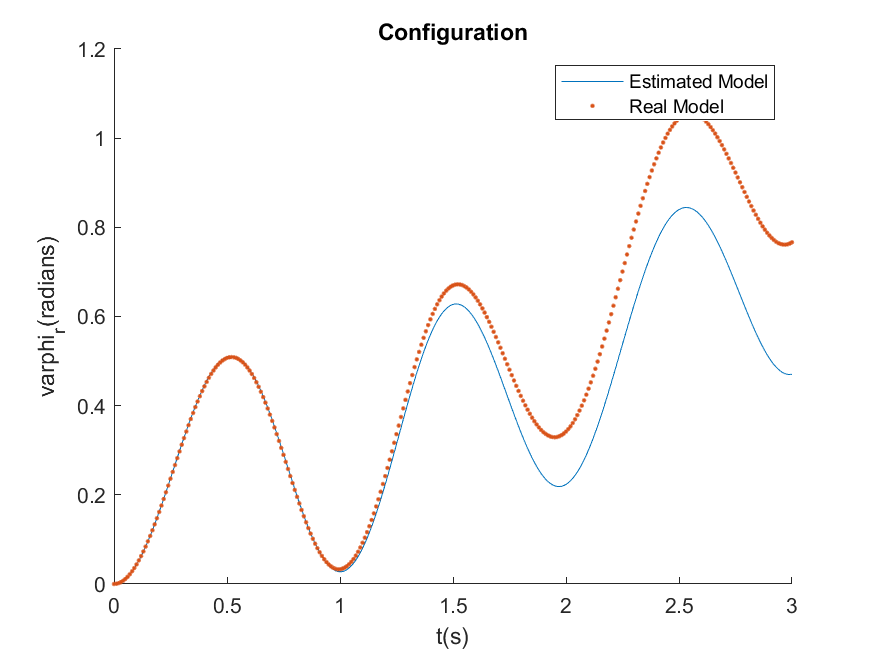 Configuration
1.2
1
0.8
0.6
0.4
0.2
0
varphi_r(radians)
Estimated Model
Real Model
0 0.5 1 1.5 2 2.5 3
t(s)